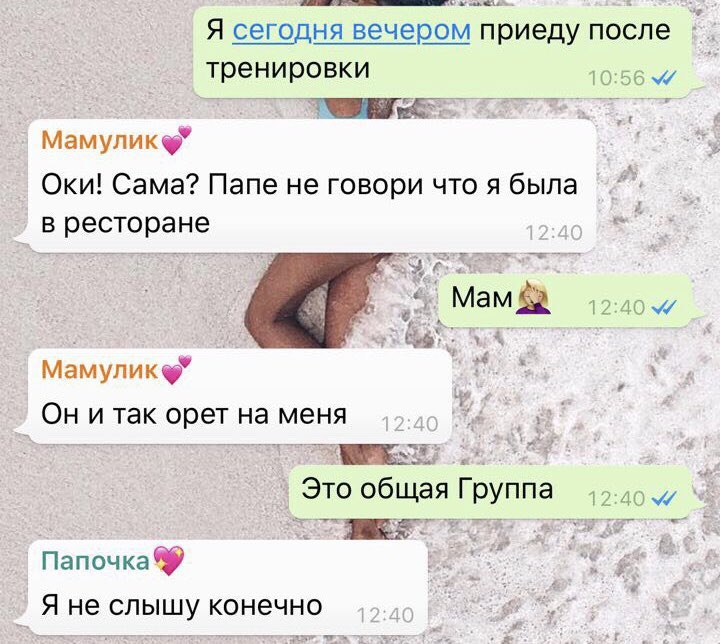 Я сегодня вечером приеду после
тренировки
10:56
Мамулик💕
Оки! Сама? Папе не говори что я была
в ресторане
12:40
Мам🤦🏼‍♀️
12:40
Мамулик💕
Он и так орет на меня
12:40
Это общая Группа
12:40
Папочка💖
Я не слышу конечно
12:40